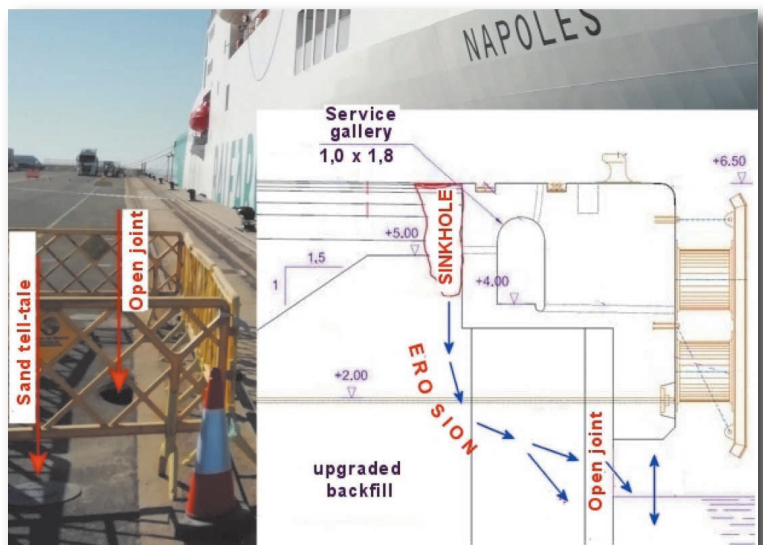 NAPOLES
Service
gallery
1,0 x 1,8
+6.50
SINKHOLE
+5.00
1,5
1
+4.00
Open joint
Sand tell-tale
EROSION
+2.00
upgraded
backfill
Open joint